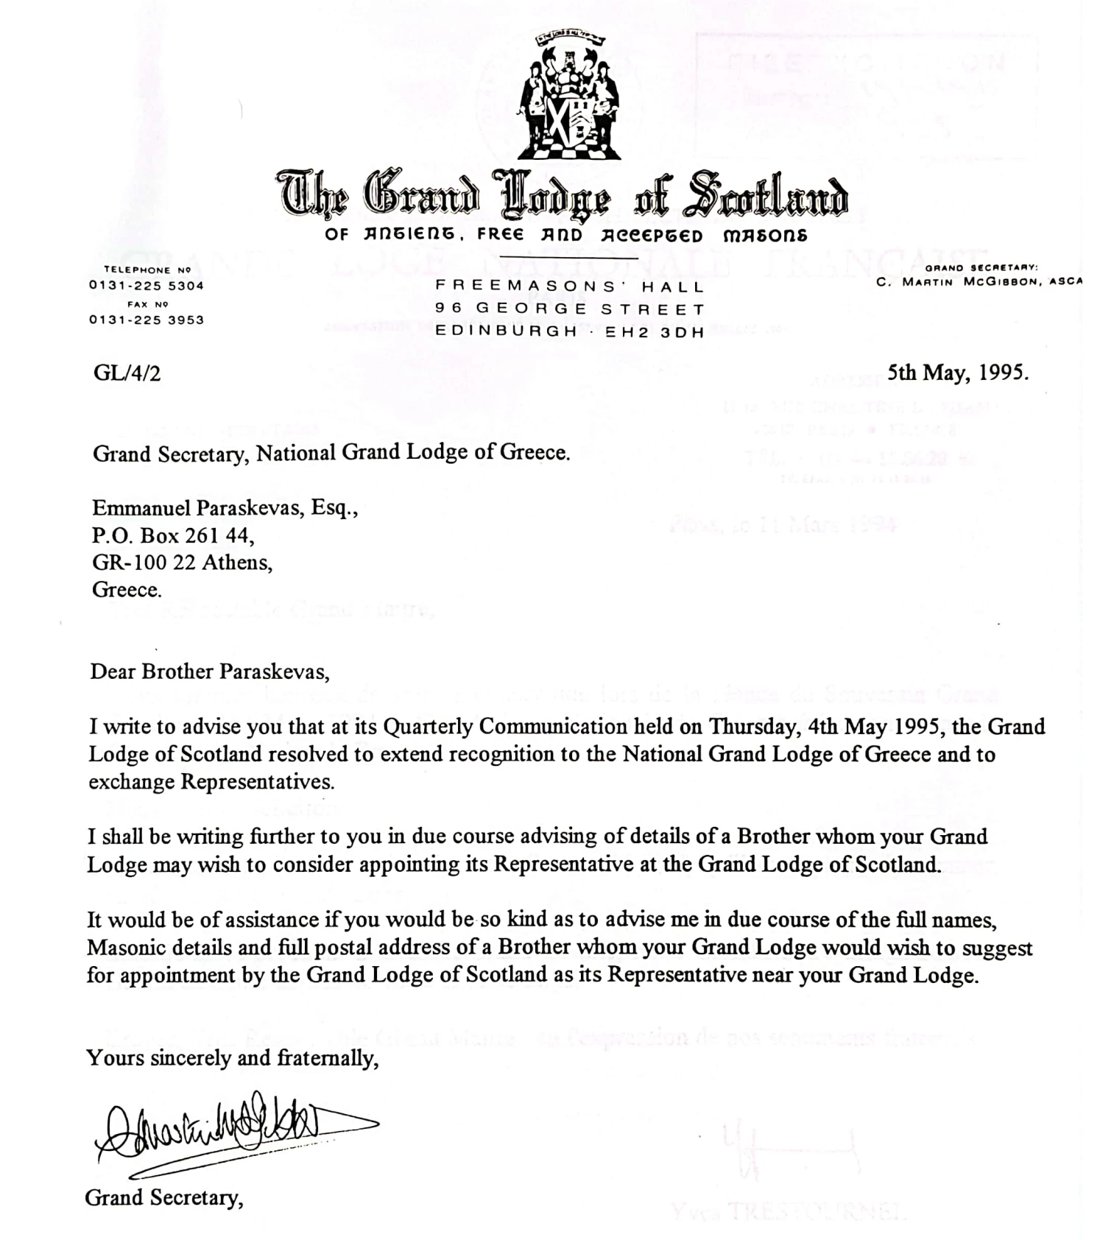 The Grand Lodge of Scotland
OF ANCIENT, FREE AND ACCEPTED MASONS
TELEPHONE Nº
0131-225 5304
FAX Nº
0131-225 3953
FREEMASONS' HALL
96 GEORGE STREET
EDINBURGH · EH2 3DH
GRAND SECRETARY:
C. MARTIN McGIBBON, ASCA
GL/4/2
5th May, 1995.
Grand Secretary, National Grand Lodge of Greece.
Emmanuel Paraskevas, Esq.,
P.O. Box 261 44,
GR-100 22 Athens,
Greece.
Dear Brother Paraskevas,
I write to advise you that at its Quarterly Communication held on Thursday, 4th May 1995, the Grand
Lodge of Scotland resolved to extend recognition to the National Grand Lodge of Greece and to
exchange Representatives.
I shall be writing further to you in due course advising of details of a Brother whom your Grand
Lodge may wish to consider appointing its Representative at the Grand Lodge of Scotland.
It would be of assistance if you would be so kind as to advise me in due course of the full names,
Masonic details and full postal address of a Brother whom your Grand Lodge would wish to suggest
for appointment by the Grand Lodge of Scotland as its Representative near your Grand Lodge.
Yours sincerely and fraternally,
Grand Secretary,